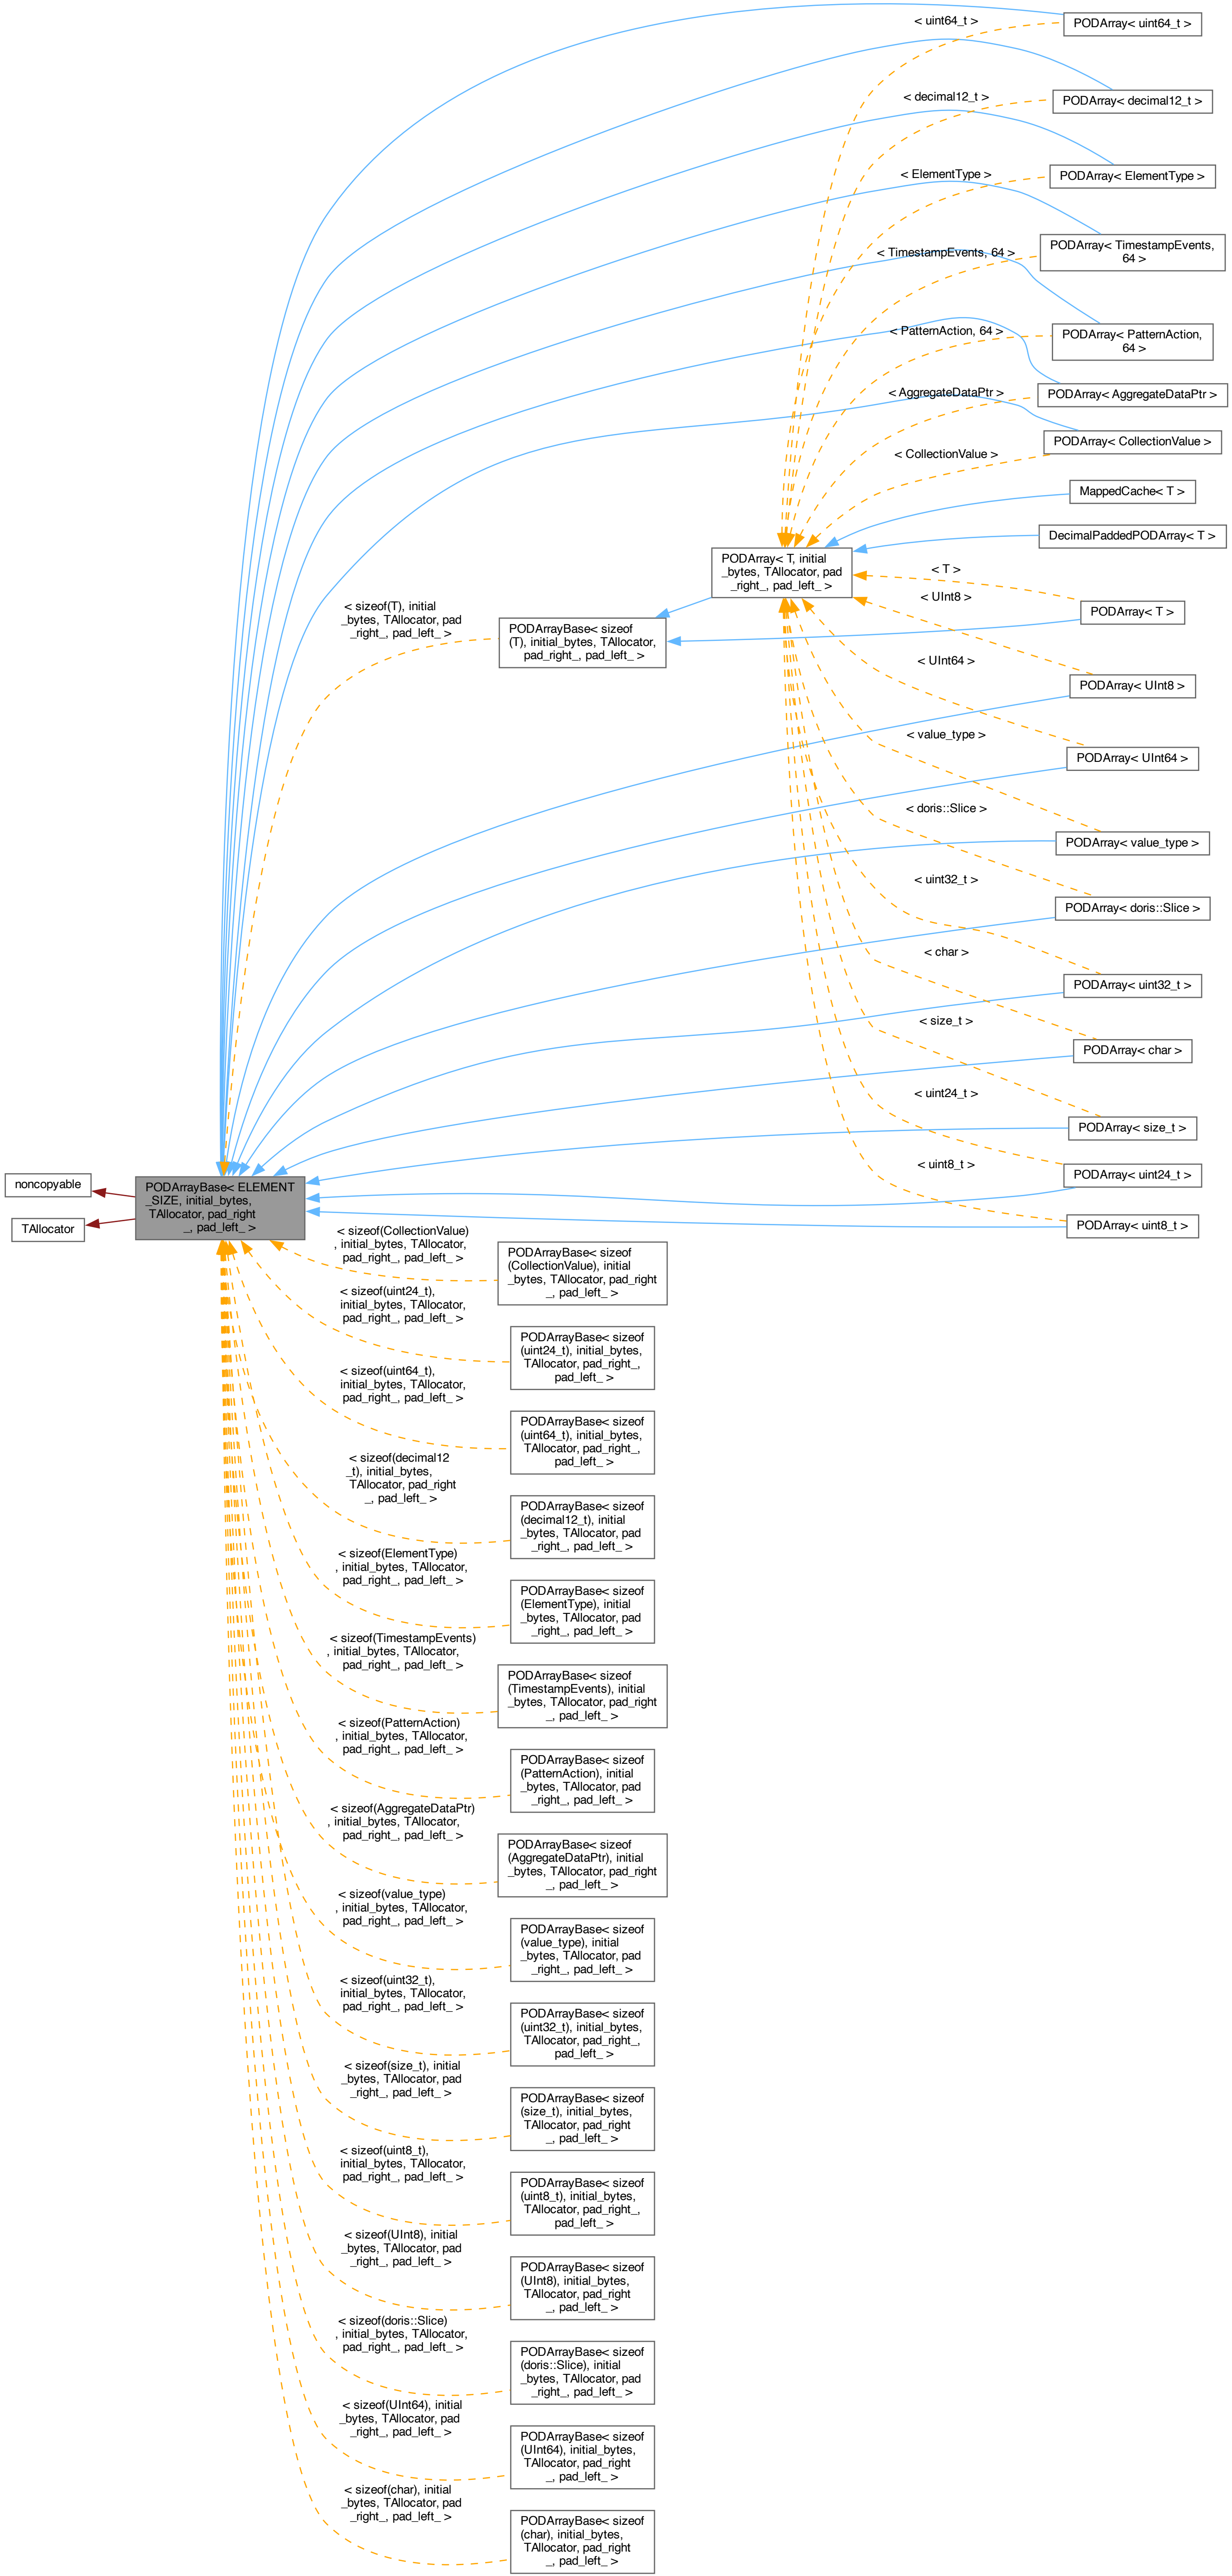 < uint64_t >
PODArray< uint64_t >
< decimal12_t >
PODArray< decimal12_t >
< ElementType >
PODArray< ElementType >
< TimestampEvents, 64 >
PODArray< TimestampEvents,
64 >
< PatternAction, 64 >
PODArray< PatternAction,
64 >
< AggregateDataPtr >
PODArray< AggregateDataPtr >
< CollectionValue >
PODArray< CollectionValue >
MappedCache< T >
DecimalPaddedPODArray< T >
PODArray< T, initial
_bytes, TAllocator, pad
_right_, pad_left_ >
< T >
PODArray< T >
< sizeof(T), initial
_bytes, TAllocator, pad
_right_, pad_left_ >
PODArrayBase< sizeof
(T), initial_bytes, TAllocator,
pad_right_, pad_left_ >
< UInt8 >
PODArray< UInt8 >
< UInt64 >
PODArray< UInt64 >
< value_type >
PODArray< value_type >
< doris::Slice >
PODArray< doris::Slice >
< uint32_t >
PODArray< uint32_t >
< char >
PODArray< char >
< size_t >
PODArray< size_t >
< uint24_t >
PODArray< uint24_t >
< uint8_t >
PODArray< uint8_t >
noncopyable
TAllocator
PODArrayBase< ELEMENT
_SIZE, initial_bytes,
TAllocator, pad_right
_, pad_left_ >
< sizeof(CollectionValue)
, initial_bytes, TAllocator,
pad_right_, pad_left_ >
PODArrayBase< sizeof
(CollectionValue), initial
_bytes, TAllocator, pad_right
_, pad_left_ >
< sizeof(uint24_t),
initial_bytes, TAllocator,
pad_right_, pad_left_ >
PODArrayBase< sizeof
(uint24_t), initial_bytes,
TAllocator, pad_right_,
pad_left_ >
< sizeof(uint64_t),
initial_bytes, TAllocator,
pad_right_, pad_left_ >
PODArrayBase< sizeof
(uint64_t), initial_bytes,
TAllocator, pad_right_,
pad_left_ >
< sizeof(decimal12
_t), initial_bytes,
TAllocator, pad_right
_, pad_left_ >
PODArrayBase< sizeof
(decimal12_t), initial
_bytes, TAllocator, pad
_right_, pad_left_ >
< sizeof(ElementType)
, initial_bytes, TAllocator,
pad_right_, pad_left_ >
PODArrayBase< sizeof
(ElementType), initial
_bytes, TAllocator, pad
_right_, pad_left_ >
< sizeof(TimestampEvents)
, initial_bytes, TAllocator,
pad_right_, pad_left_ >
PODArrayBase< sizeof
(TimestampEvents), initial
_bytes, TAllocator, pad_right
_, pad_left_ >
< sizeof(PatternAction)
, initial_bytes, TAllocator,
pad_right_, pad_left_ >
PODArrayBase< sizeof
(PatternAction), initial
_bytes, TAllocator, pad
_right_, pad_left_ >
< sizeof(AggregateDataPtr)
, initial_bytes, TAllocator,
pad_right_, pad_left_ >
PODArrayBase< sizeof
(AggregateDataPtr), initial
_bytes, TAllocator, pad_right
_, pad_left_ >
< sizeof(value_type)
, initial_bytes, TAllocator,
pad_right_, pad_left_ >
PODArrayBase< sizeof
(value_type), initial
_bytes, TAllocator, pad
_right_, pad_left_ >
< sizeof(uint32_t),
initial_bytes, TAllocator,
pad_right_, pad_left_ >
PODArrayBase< sizeof
(uint32_t), initial_bytes,
TAllocator, pad_right_,
pad_left_ >
< sizeof(size_t), initial
_bytes, TAllocator, pad
_right_, pad_left_ >
PODArrayBase< sizeof
(size_t), initial_bytes,
TAllocator, pad_right
_, pad_left_ >
< sizeof(uint8_t),
initial_bytes, TAllocator,
pad_right_, pad_left_ >
PODArrayBase< sizeof
(uint8_t), initial_bytes,
TAllocator, pad_right_,
pad_left_ >
< sizeof(UInt8), initial
_bytes, TAllocator, pad
_right_, pad_left_ >
PODArrayBase< sizeof
(UInt8), initial_bytes,
TAllocator, pad_right
_, pad_left_ >
< sizeof(doris::Slice)
, initial_bytes, TAllocator,
pad_right_, pad_left_ >
PODArrayBase< sizeof
(doris::Slice), initial
_bytes, TAllocator, pad
_right_, pad_left_ >
< sizeof(UInt64), initial
_bytes, TAllocator, pad
_right_, pad_left_ >
PODArrayBase< sizeof
(UInt64), initial_bytes,
TAllocator, pad_right
_, pad_left_ >
< sizeof(char), initial
_bytes, TAllocator, pad
_right_, pad_left_ >
PODArrayBase< sizeof
(char), initial_bytes,
TAllocator, pad_right
_, pad_left_ >